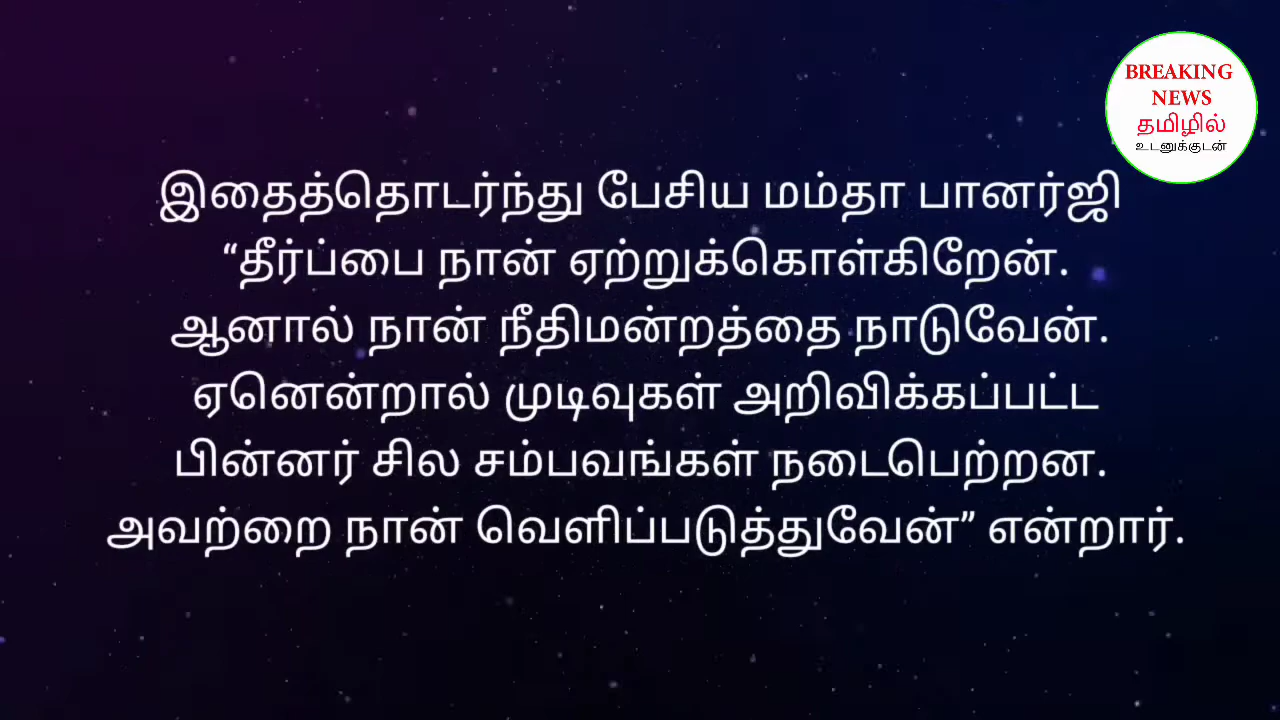 BREAKING
NEWS
தமிழில்
உடனுக்குடன்
இதைத்தொடர்ந்து பேசிய மம்தா பானர்ஜி
“தீர்ப்பை நான் ஏற்றுக்கொள்கிறேன்.
ஆனால் நான் நீதிமன்றத்தை நாடுவேன்.
ஏனென்றால் முடிவுகள் அறிவிக்கப்பட்ட
பின்னர் சில சம்பவங்கள் நடைபெற்றன.
அவற்றை நான் வெளிப்படுத்துவேன்” என்றார்.